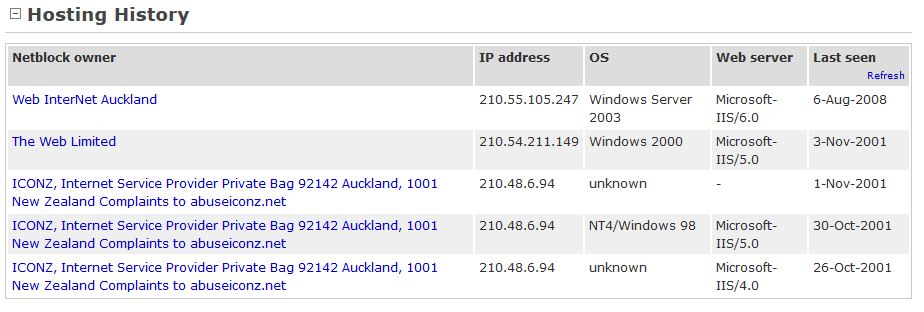 Hosting History
Netblock owner IP address OS Web server Last seen
Refresh
Web InterNet Auckland 210.55.105.247 Windows Server Microsoft- 6-Aug-2008
2003 IIS/6.0
The Web Limited 210.54.211.149 Windows 2000 Microsoft- 3-Nov-2001
IIS/5.0
ICONZ, Internet Service Provider Private Bag 92142 Auckland, 1001 210.48.6.94 unknown - 1-Nov-2001
New Zealand Complaints to abuseiconz.net
ICONZ, Internet Service Provider Private Bag 92142 Auckland, 1001 210.48.6.94 NT4/Windows 98 Microsoft- 30-Oct-2001
New Zealand Complaints to abuseiconz.net IIS/5.0
ICONZ, Internet Service Provider Private Bag 92142 Auckland, 1001 210.48.6.94 unknown Microsoft- 26-Oct-2001
New Zealand Complaints to abuseiconz.net IIS/4.0